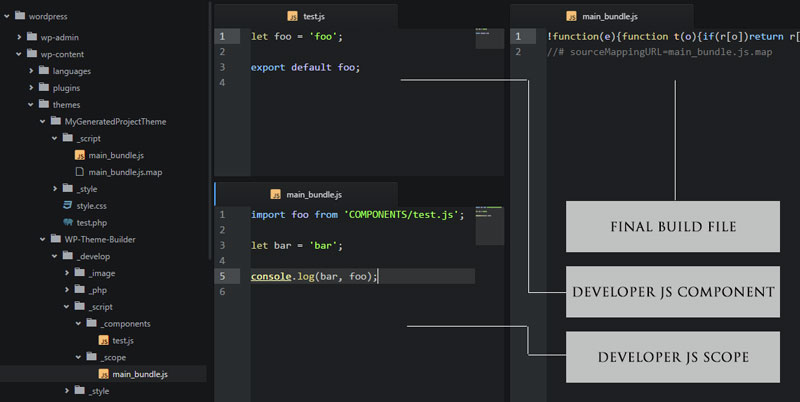 wordpress
wp-admin
wp-content
languages
plugins
themes
MyGeneratedProjectTheme
_script
main_bundle.js
main_bundle.js.map
_style
style.css
test.php
WP-Theme-Builder
_develop
_image
_php
_script
_components
test.js
_scope
main_bundle.js
_style
test.js
1 let foo = 'foo';
2
3 export default foo;
4
main_bundle.js
1 import foo from 'COMPONENTS/test.js';
2
3 let bar = 'bar';
4
5 console.log(bar, foo);
6
main_bundle.js
1 !function(e){function t(o){if(r[o])return r[
2 //# sourceMappingURL=main_bundle.js.map
FINAL BUILD FILE
DEVELOPER JS COMPONENT
DEVELOPER JS SCOPE